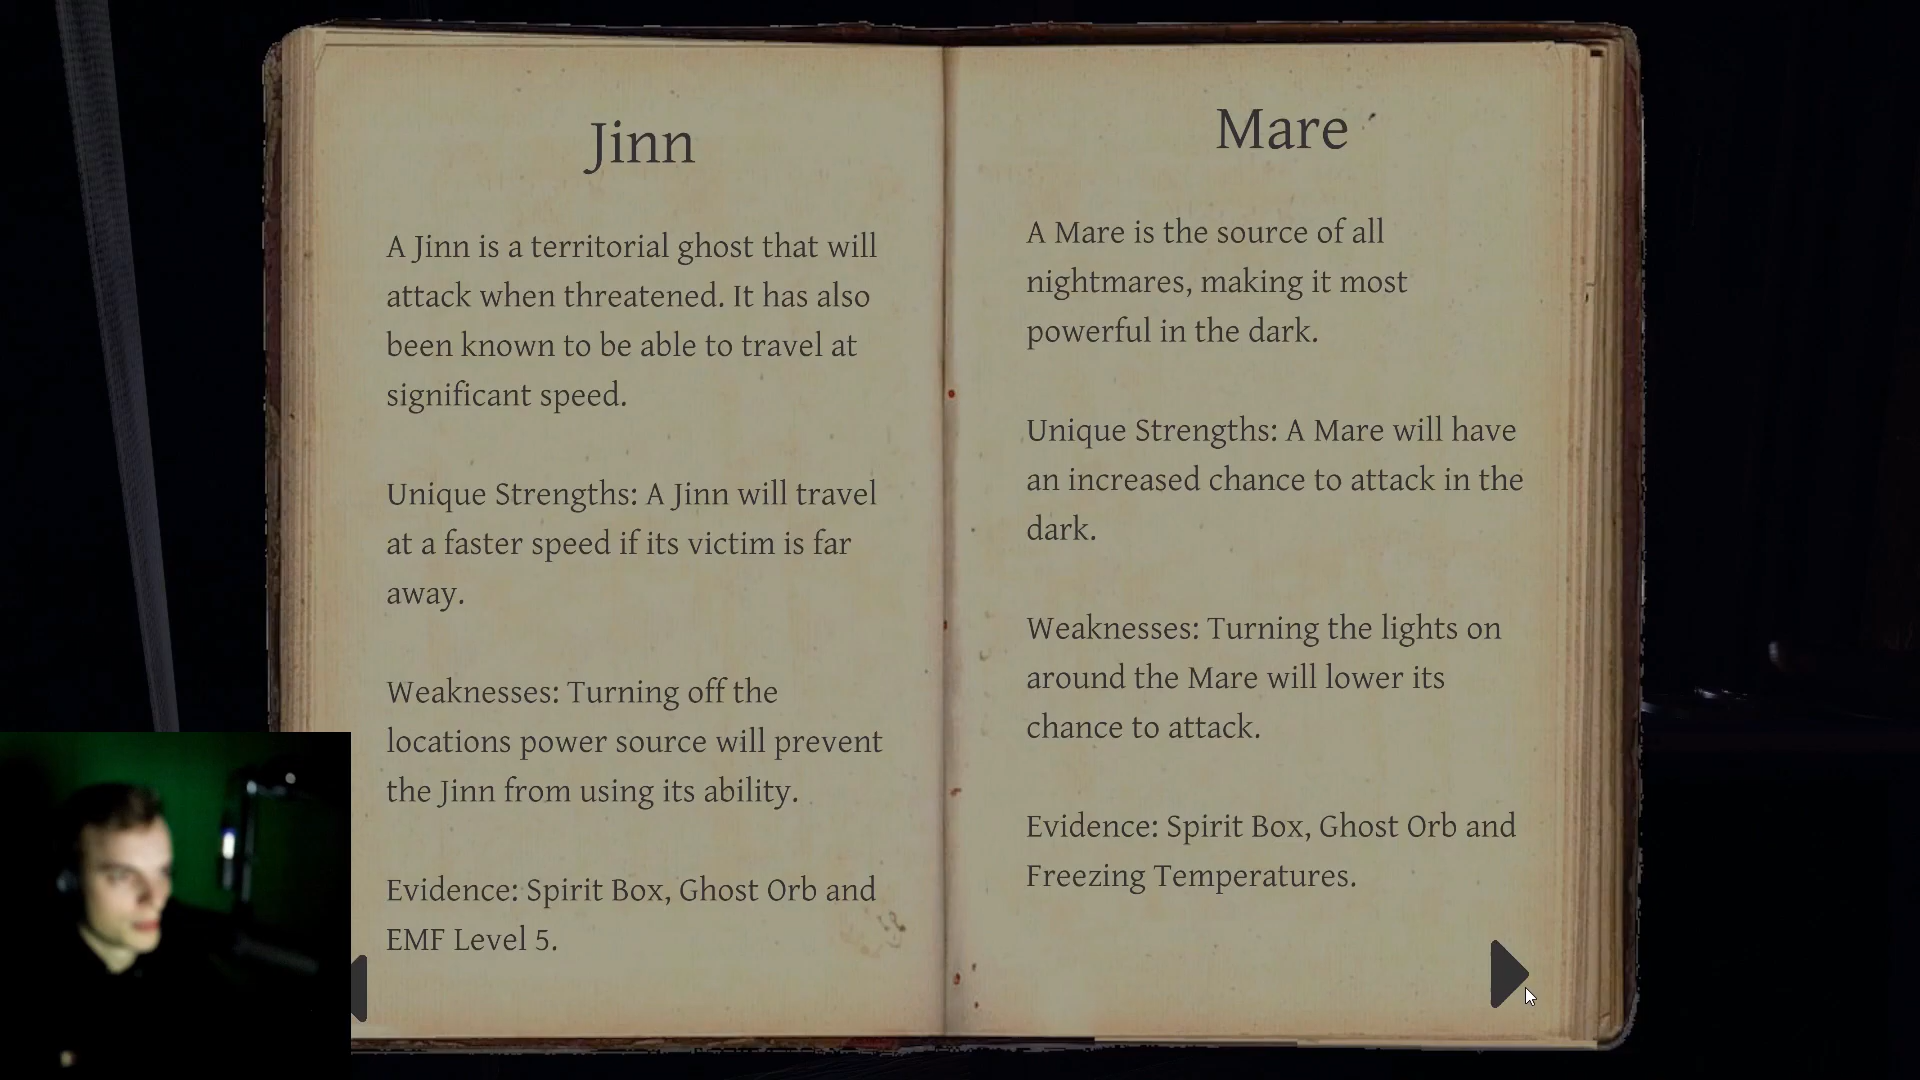 Jinn
A Jinn is a territorial ghost that will
attack when threatened. It has also
been known to be able to travel at
significant speed.
Unique Strengths: A Jinn will travel
at a faster speed if its victim is far
away.
Weaknesses: Turning off the
locations power source will prevent
the Jinn from using its ability.
Evidence: Spirit Box, Ghost Orb and
EMF Level 5.
Mare
A Mare is the source of all
nightmares, making it most
powerful in the dark.
Unique Strengths: A Mare will have
an increased chance to attack in the
dark.
Weaknesses: Turning the lights on
around the Mare will lower its
chance to attack.
Evidence: Spirit Box, Ghost Orb and
Freezing Temperatures.